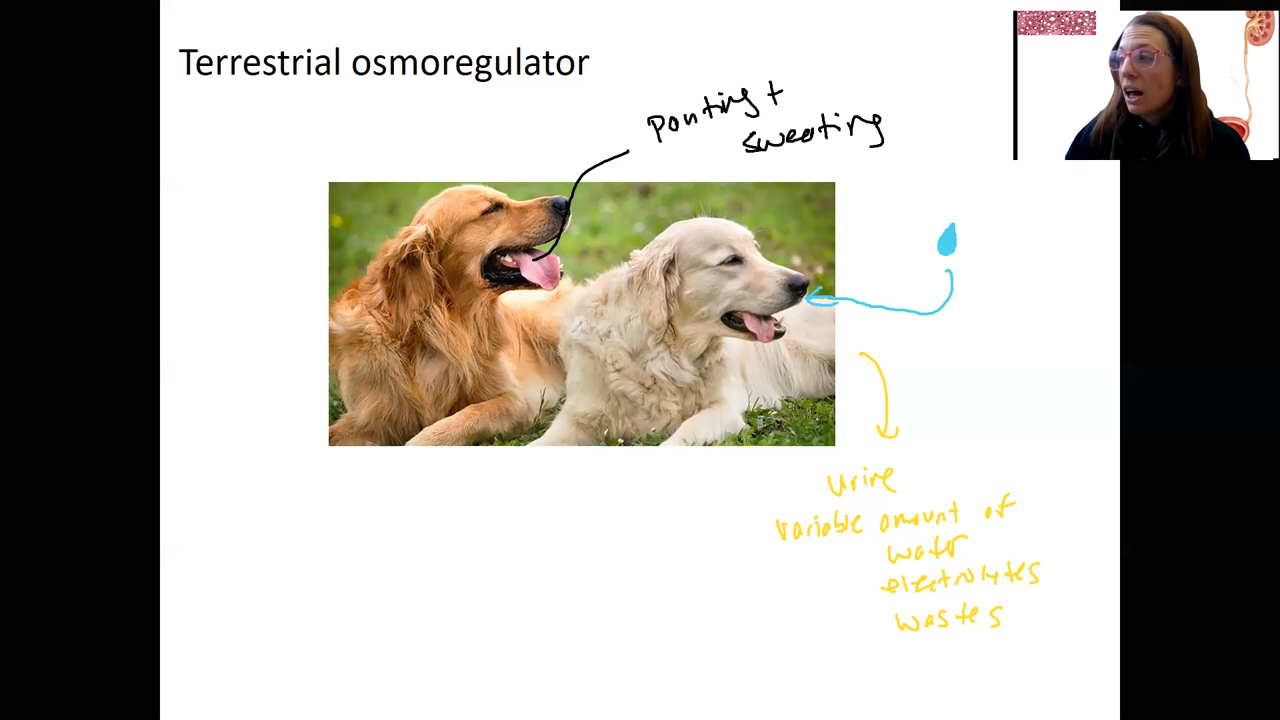 Terrestrial osmoregulator
panting +
sweating
urine
variable amount of
water
electrolytes
wastes